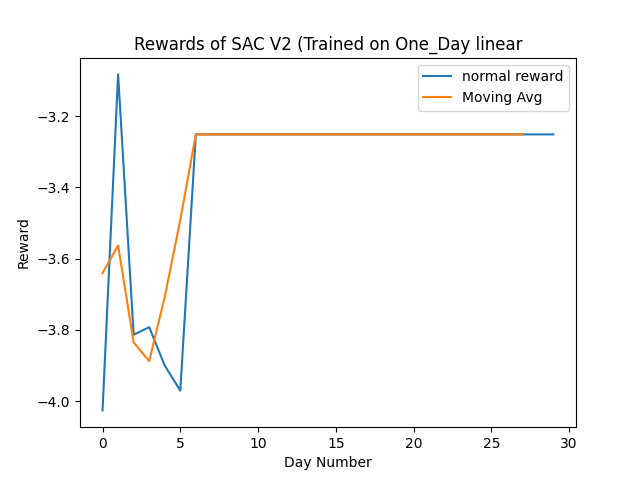 Rewards of SAC V2 (Trained on One_Day linear
normal reward
Moving Avg
Reward
−3.2
−3.4
−3.6
−3.8
−4.0
0 5 10 15 20 25 30
Day Number